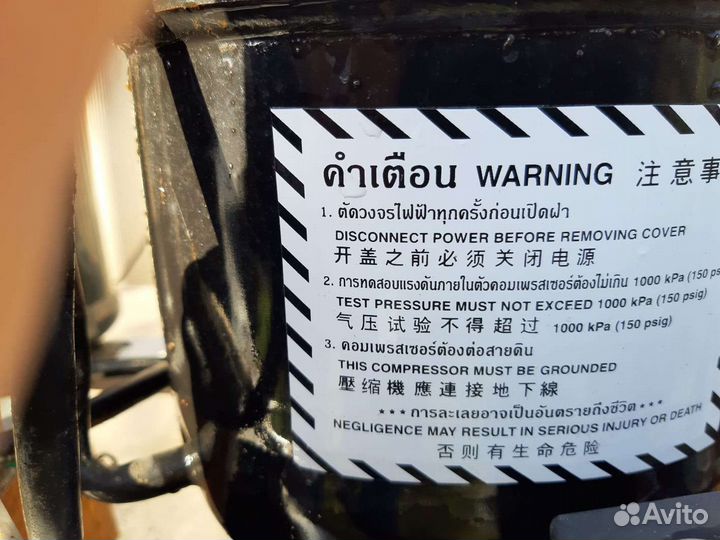 คำเตือน WARNING 注意事
1. ตัดวงจรไฟฟ้าทุกครั้งก่อนเปิดฝา
DISCONNECT POWER BEFORE REMOVING COVER
开盖之前必须关闭电源
2. การทดสอบแรงดันภายในตัวคอมเพรสเซอร์ต้องไม่เกิน 1000 kPa (150 ps
TEST PRESSURE MUST NOT EXCEED 1000 kPa (150 psig)
气压试验不得超过 1000 kPa (150 psig)
3. คอมเพรสเซอร์ต้องต่อสายดิน
THIS COMPRESSOR MUST BE GROUNDED
壓缩機應連接地下線
*** การละเลยอาจเป็นอันตรายถึงชีวิต ***
NEGLIGENCE MAY RESULT IN SERIOUS INJURY OR DEATH
否则有生命危险
Avito